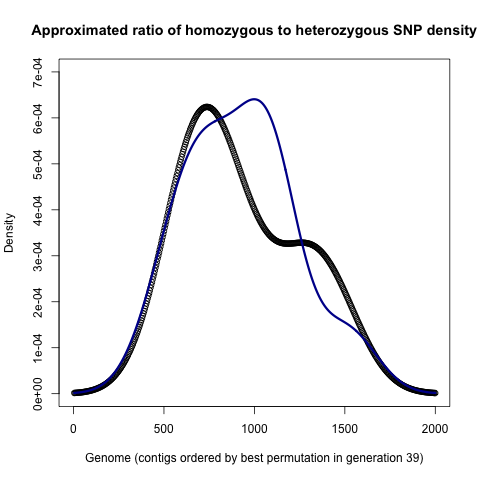 Approximated ratio of homozygous to heterozygous SNP density
7e-04
6e-04
5e-04
4e-04
3e-04
2e-04
1e-04
0e+00
Density
0 500 1000 1500 2000
Genome (contigs ordered by best permutation in generation 39)